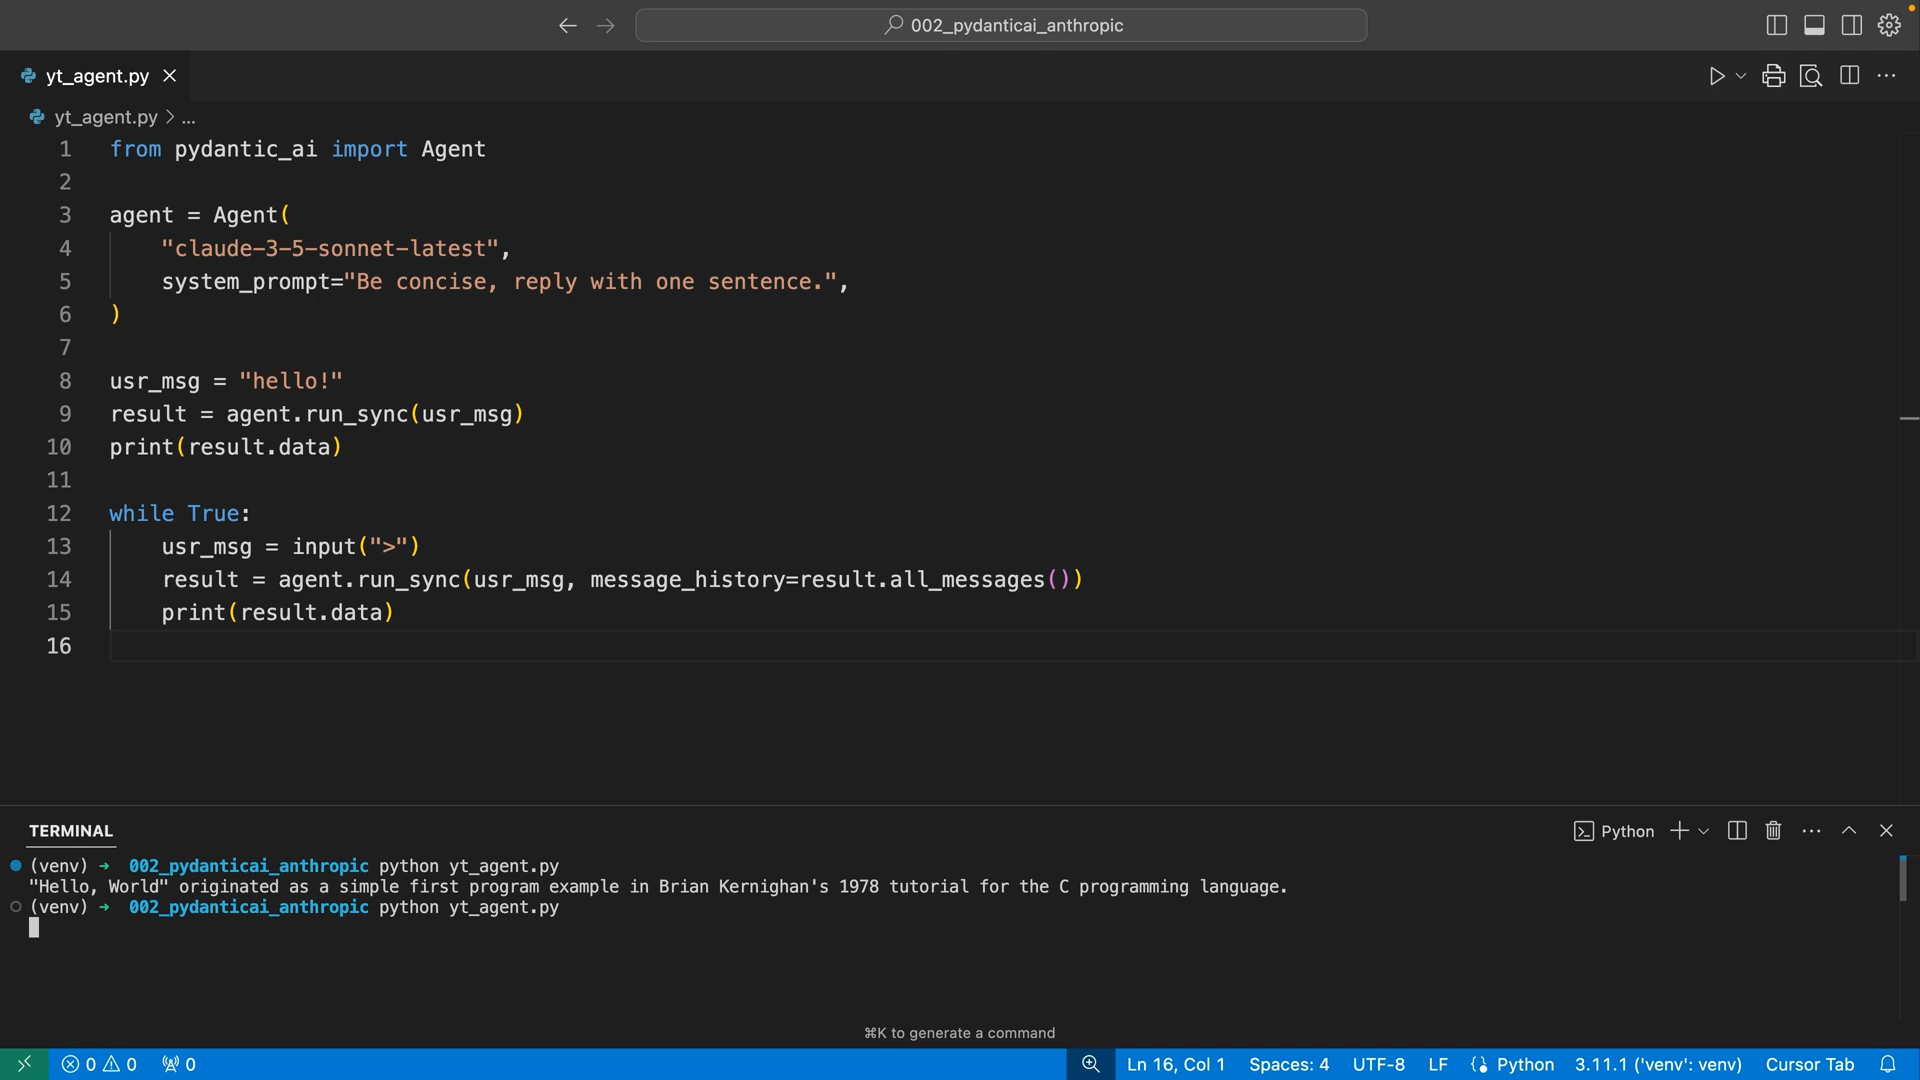 002_pydanticai_anthropic
yt_agent.py
yt_agent.py > ...
1 from pydantic_ai import Agent
2
3 agent = Agent(
4 "claude-3-5-sonnet-latest",
5 system_prompt="Be concise, reply with one sentence.",
6 )
7
8 usr_msg = "hello!"
9 result = agent.run_sync(usr_msg)
10 print(result.data)
11
12 while True:
13 usr_msg = input(">")
14 result = agent.run_sync(usr_msg, message_history=result.all_messages())
15 print(result.data)
16
TERMINAL
Python
(venv) → 002_pydanticai_anthropic python yt_agent.py
"Hello, World" originated as a simple first program example in Brian Kernighan's 1978 tutorial for the C programming language.
(venv) → 002_pydanticai_anthropic python yt_agent.py
⌘K to generate a command
0 0 0 Ln 16, Col 1 Spaces: 4 UTF-8 LF Python 3.11.1 ('venv': venv) Cursor Tab